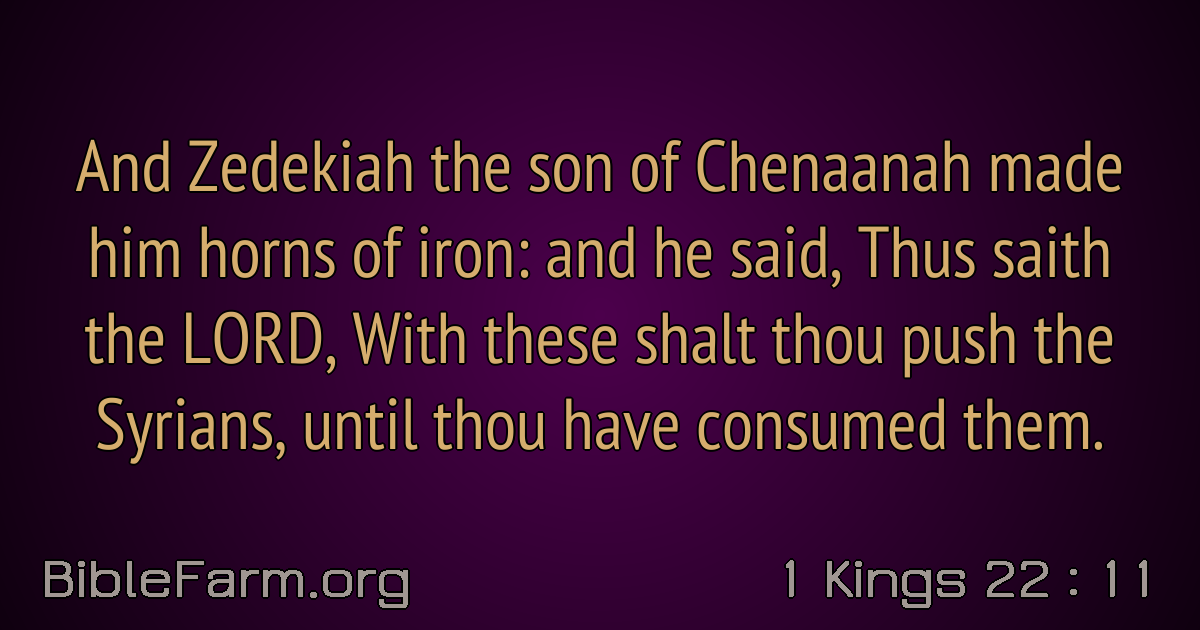 And Zedekiah the son of Chenaanah made
him horns of iron: and he said, Thus saith
the LORD, With these shalt thou push the
Syrians, until thou have consumed them.
BibleFarm.org
1 Kings 22 : 11